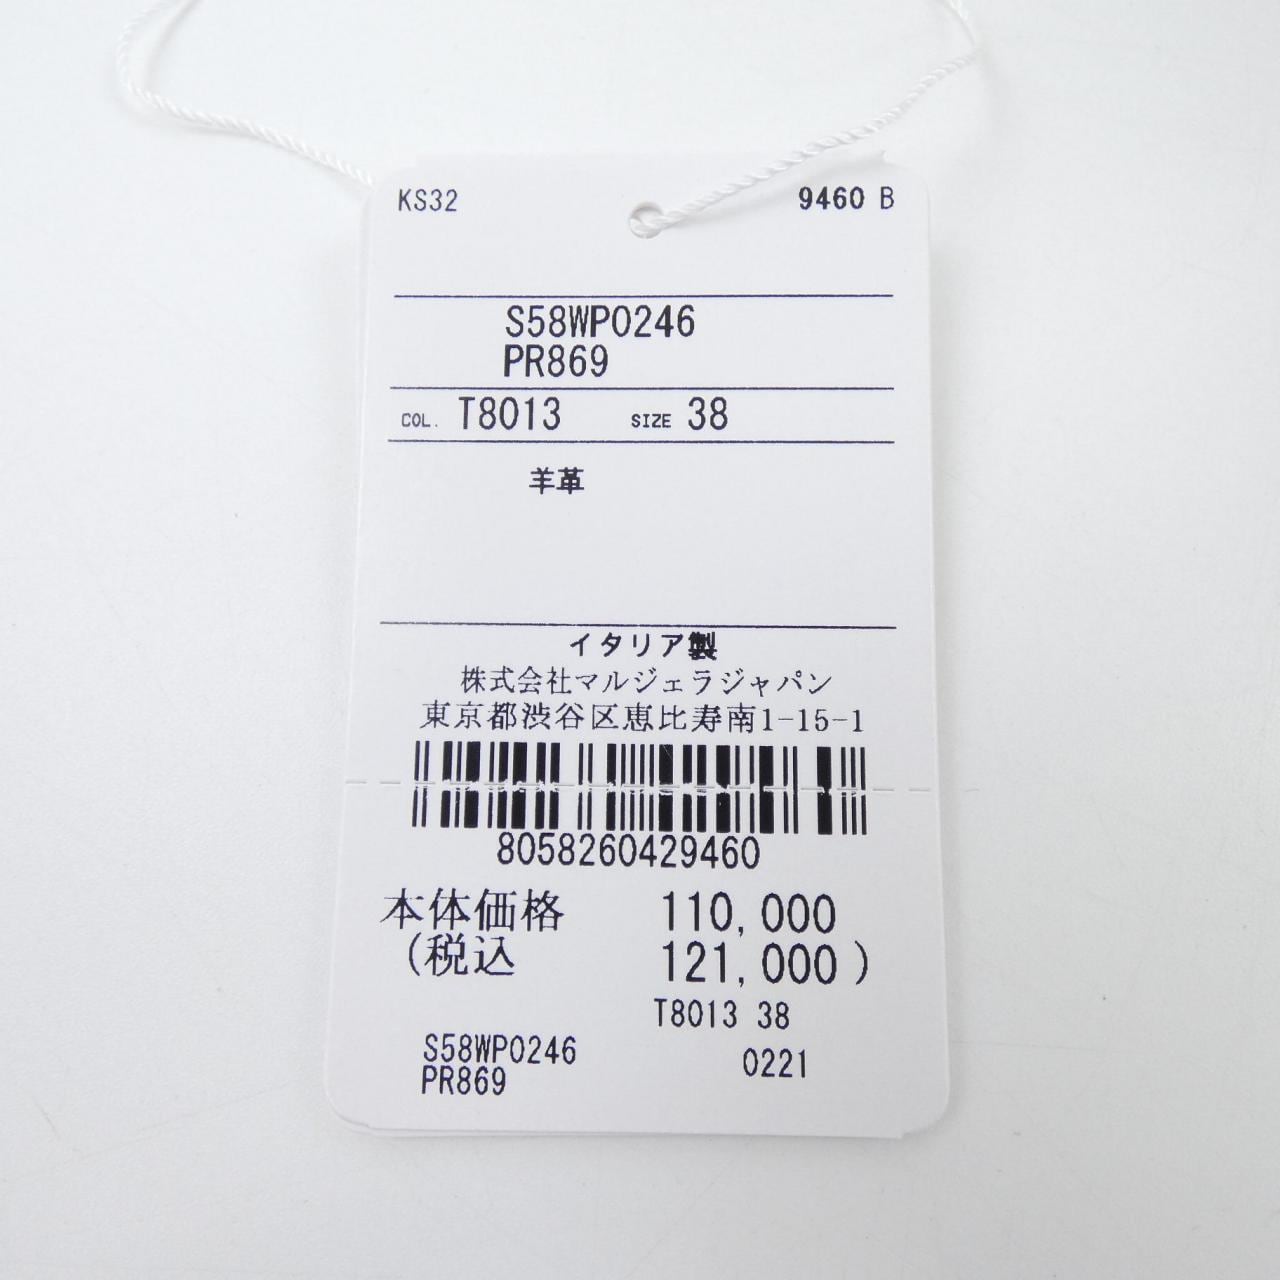 KS32 9460 B
S58WP0246
PR869
COL. T8013 SIZE 38
羊革
イタリア製
株式会社マルジェラジャパン
東京都渋谷区恵比寿南1-15-1
8058260429460
本体価格 110,000
(税込 121,000)
T8013 38
S58WP0246 0221
PR869